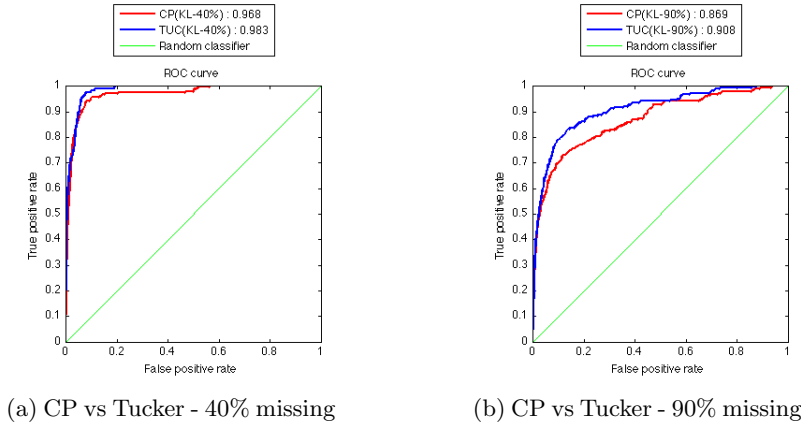 CP(KL-40%) : 0.968
TUC(KL-40%) : 0.983
Random classifier
ROC curve
True positive rate
1
0.9
0.8
0.7
0.6
0.5
0.4
0.3
0.2
0.1
0
0 0.2 0.4 0.6 0.8 1
False positive rate
(a) CP vs Tucker - 40% missing
CP(KL-90%) : 0.869
TUC(KL-90%) : 0.908
Random classifier
ROC curve
True positive rate
1
0.9
0.8
0.7
0.6
0.5
0.4
0.3
0.2
0.1
0
0 0.2 0.4 0.6 0.8 1
False positive rate
(b) CP vs Tucker - 90% missing